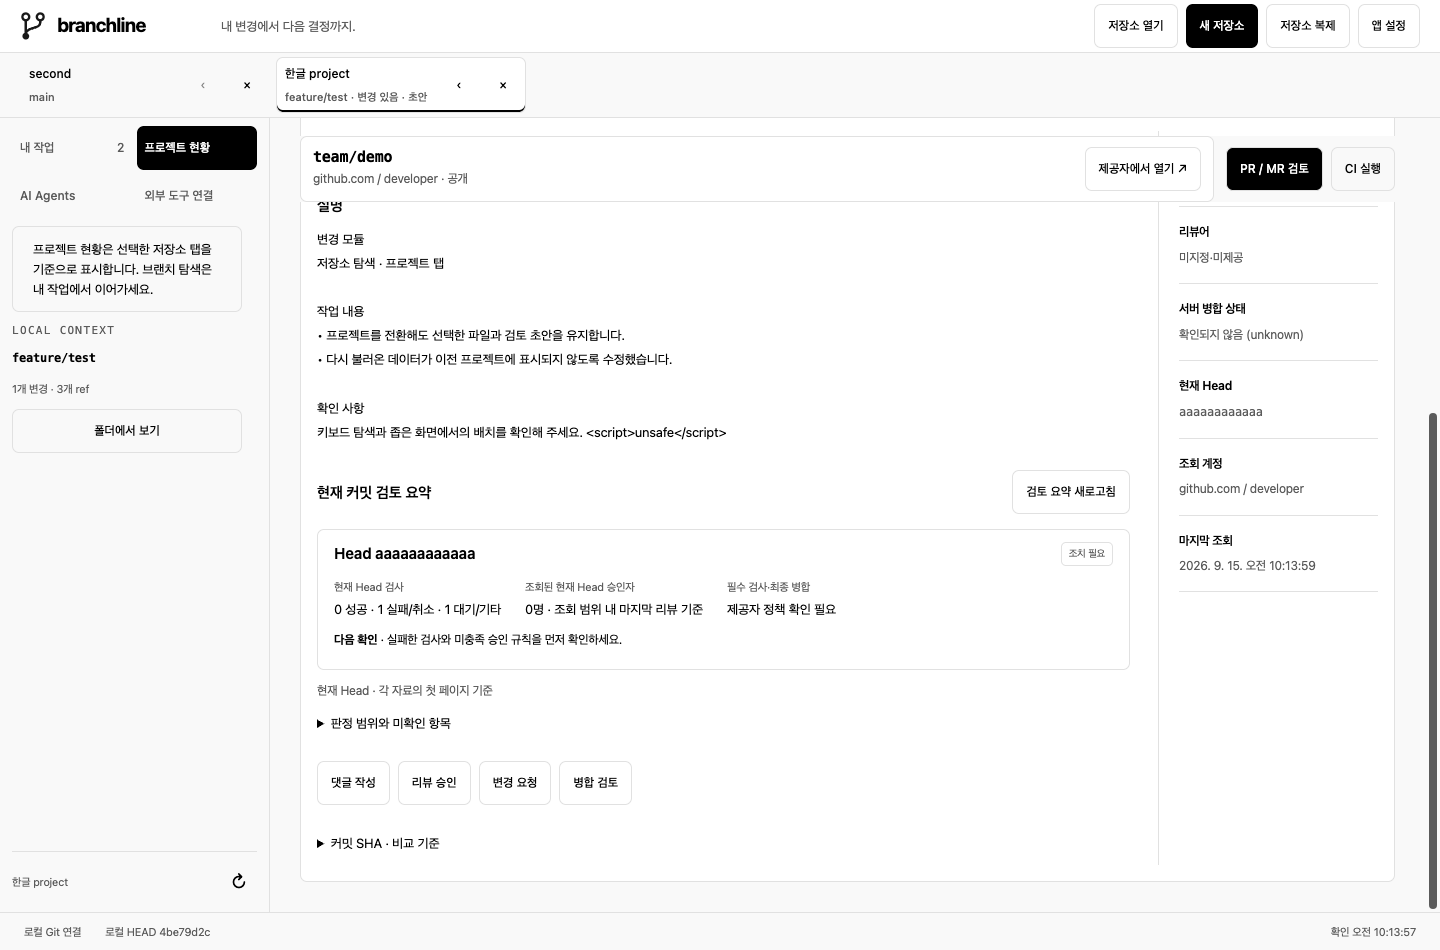 branchline
내 변경에서 다음 결정까지.
저장소 열기
새 저장소
저장소 복제
앱 설정
second
main
‹
×
한글 project
feature/test · 변경 있음 · 초안
‹
×
내 작업
2
프로젝트 현황
AI Agents
외부 도구 연결
프로젝트 현황은 선택한 저장소 탭을
기준으로 표시합니다. 브랜치 탐색은
내 작업에서 이어가세요.
LOCAL CONTEXT
feature/test
1개 변경 · 3개 ref
폴더에서 보기
한글 project
team/demo
github.com / developer · 공개
제공자에서 열기 ↗
PR / MR 검토
CI 실행
설명
변경 모듈
저장소 탐색 · 프로젝트 탭
작업 내용
• 프로젝트를 전환해도 선택한 파일과 검토 초안을 유지합니다.
• 다시 불러온 데이터가 이전 프로젝트에 표시되지 않도록 수정했습니다.
확인 사항
키보드 탐색과 좁은 화면에서의 배치를 확인해 주세요. <script>unsafe</script>
현재 커밋 검토 요약
검토 요약 새로고침
Head aaaaaaaaaaaa
조치 필요
현재 Head 검사
0 성공 · 1 실패/취소 · 1 대기/기타
조회된 현재 Head 승인자
0명 · 조회 범위 내 마지막 리뷰 기준
필수 검사·최종 병합
제공자 정책 확인 필요
다음 확인 · 실패한 검사와 미충족 승인 규칙을 먼저 확인하세요.
현재 Head · 각 자료의 첫 페이지 기준
▶ 판정 범위와 미확인 항목
댓글 작성
리뷰 승인
변경 요청
병합 검토
▶ 커밋 SHA · 비교 기준
리뷰어
미지정·미제공
서버 병합 상태
확인되지 않음 (unknown)
현재 Head
aaaaaaaaaaaa
조회 계정
github.com / developer
마지막 조회
2026. 9. 15. 오전 10:13:59
로컬 Git 연결
로컬 HEAD 4be79d2c
확인 오전 10:13:57